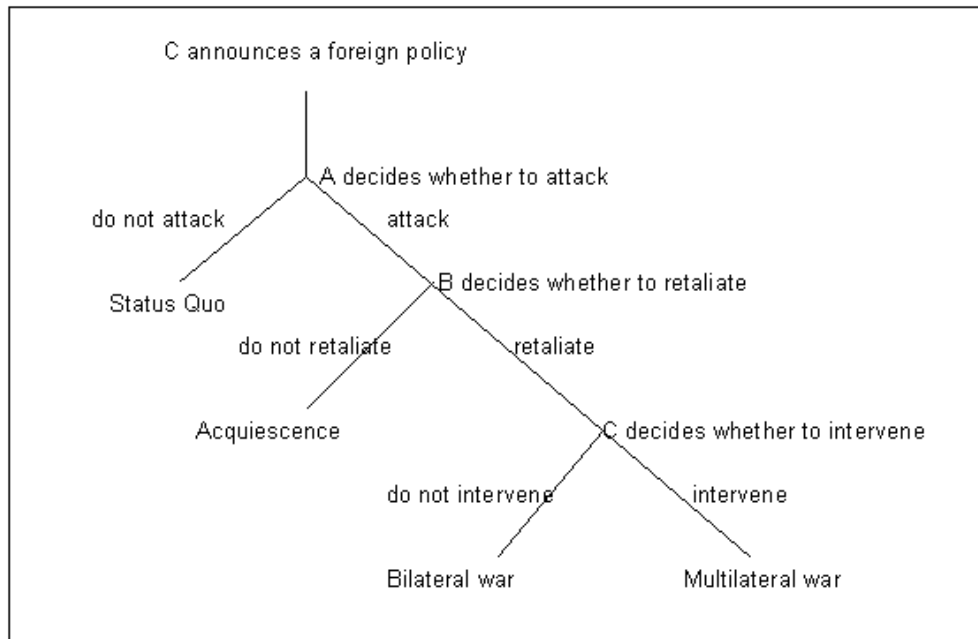 C announces a foreign policy
A decides whether to attack
do not attack
attack
B decides whether to retaliate
Status Quo
do not retaliate
retaliate
Acquiescence
C decides whether to intervene
do not intervene
intervene
Bilateral war
Multilateral war